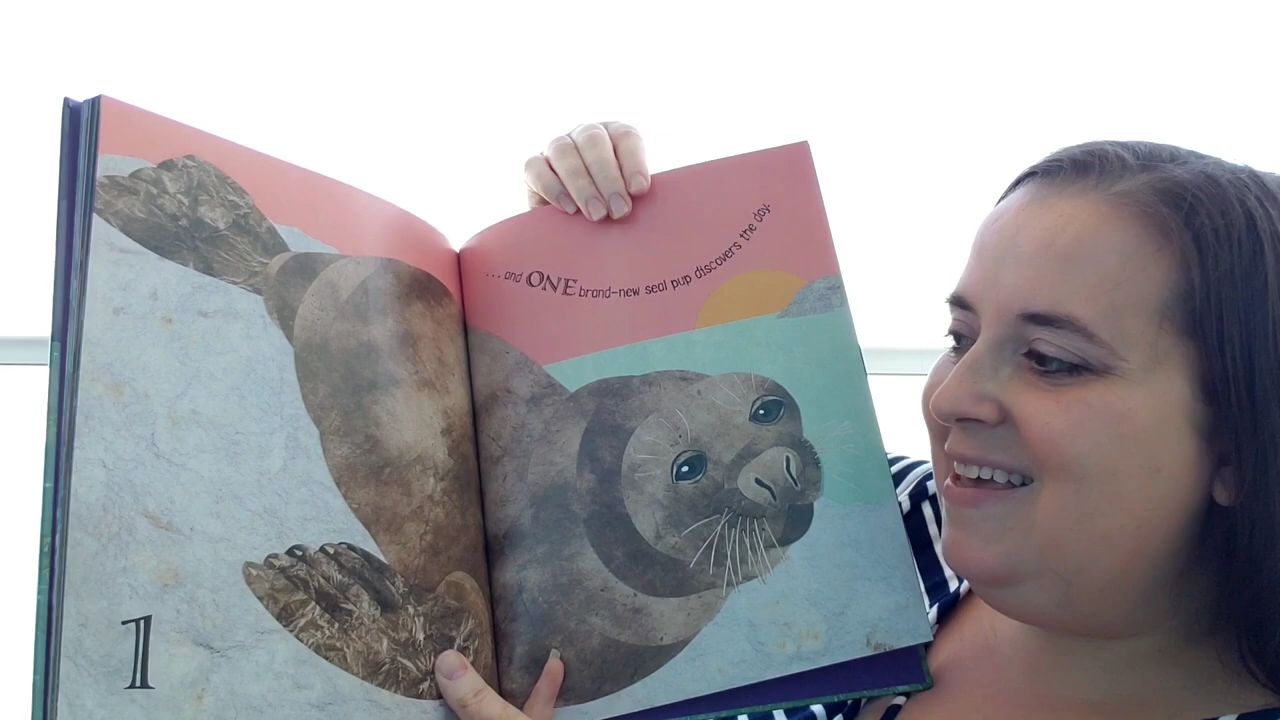 1
...and ONE brand-new seal pup discovers the day.